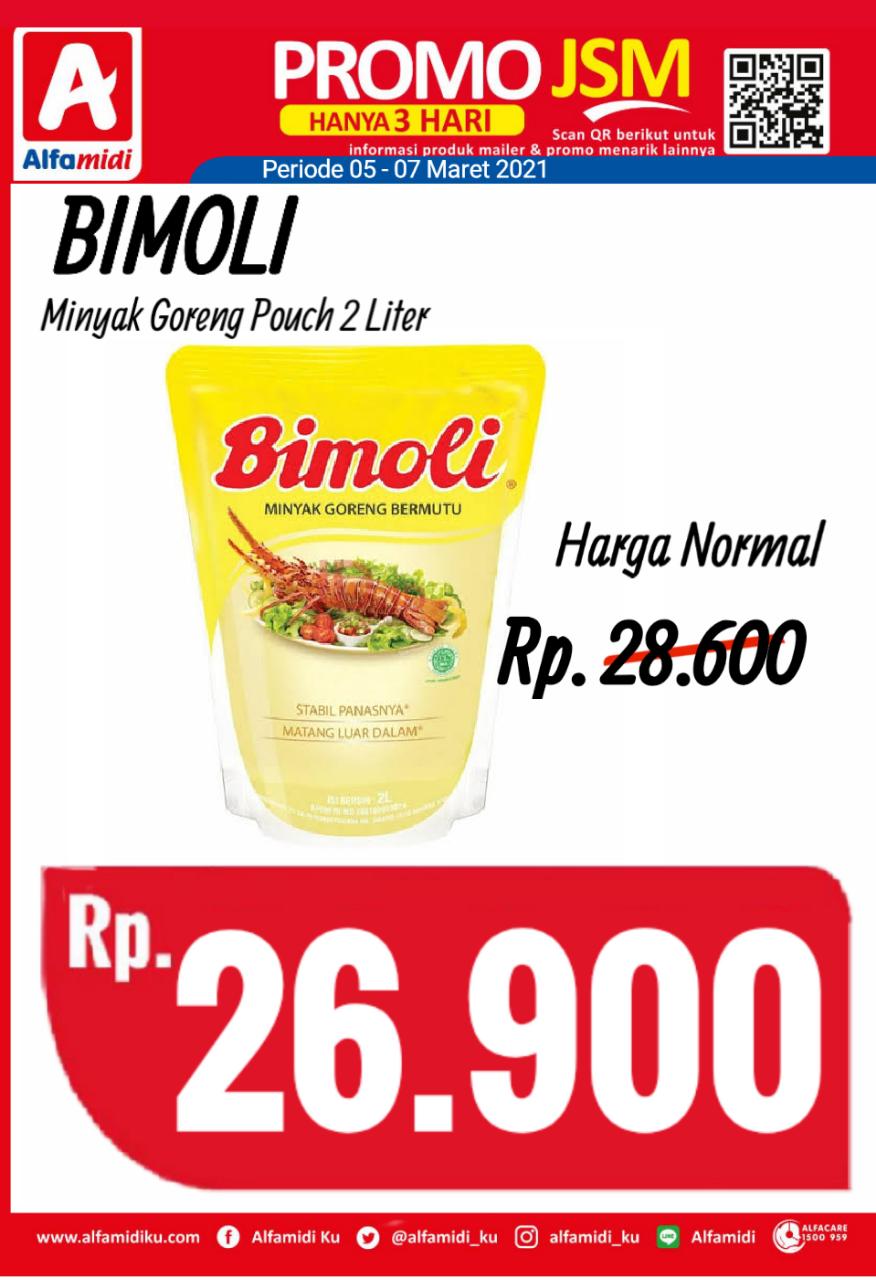 Alfamidi
PROMO JSM
HANYA 3 HARI
Scan QR berikut untuk
informasi produk mailer & promo menarik lainnya
Periode 05 - 07 Maret 2021
BIMOLI
Minyak Goreng Pouch 2 Liter
Bimoli®
MINYAK GORENG BERMUTU
Harga Normal
Rp. 28.600
STABIL PANASNYA*
MATANG LUAR DALAM*
ISI BERSIH : 2L
Rp. 26.900
www.alfamidiku.com Alfamidi Ku @alfamidi_ku alfamidi_ku LINE Alfamidi ALFACARE
1500 959